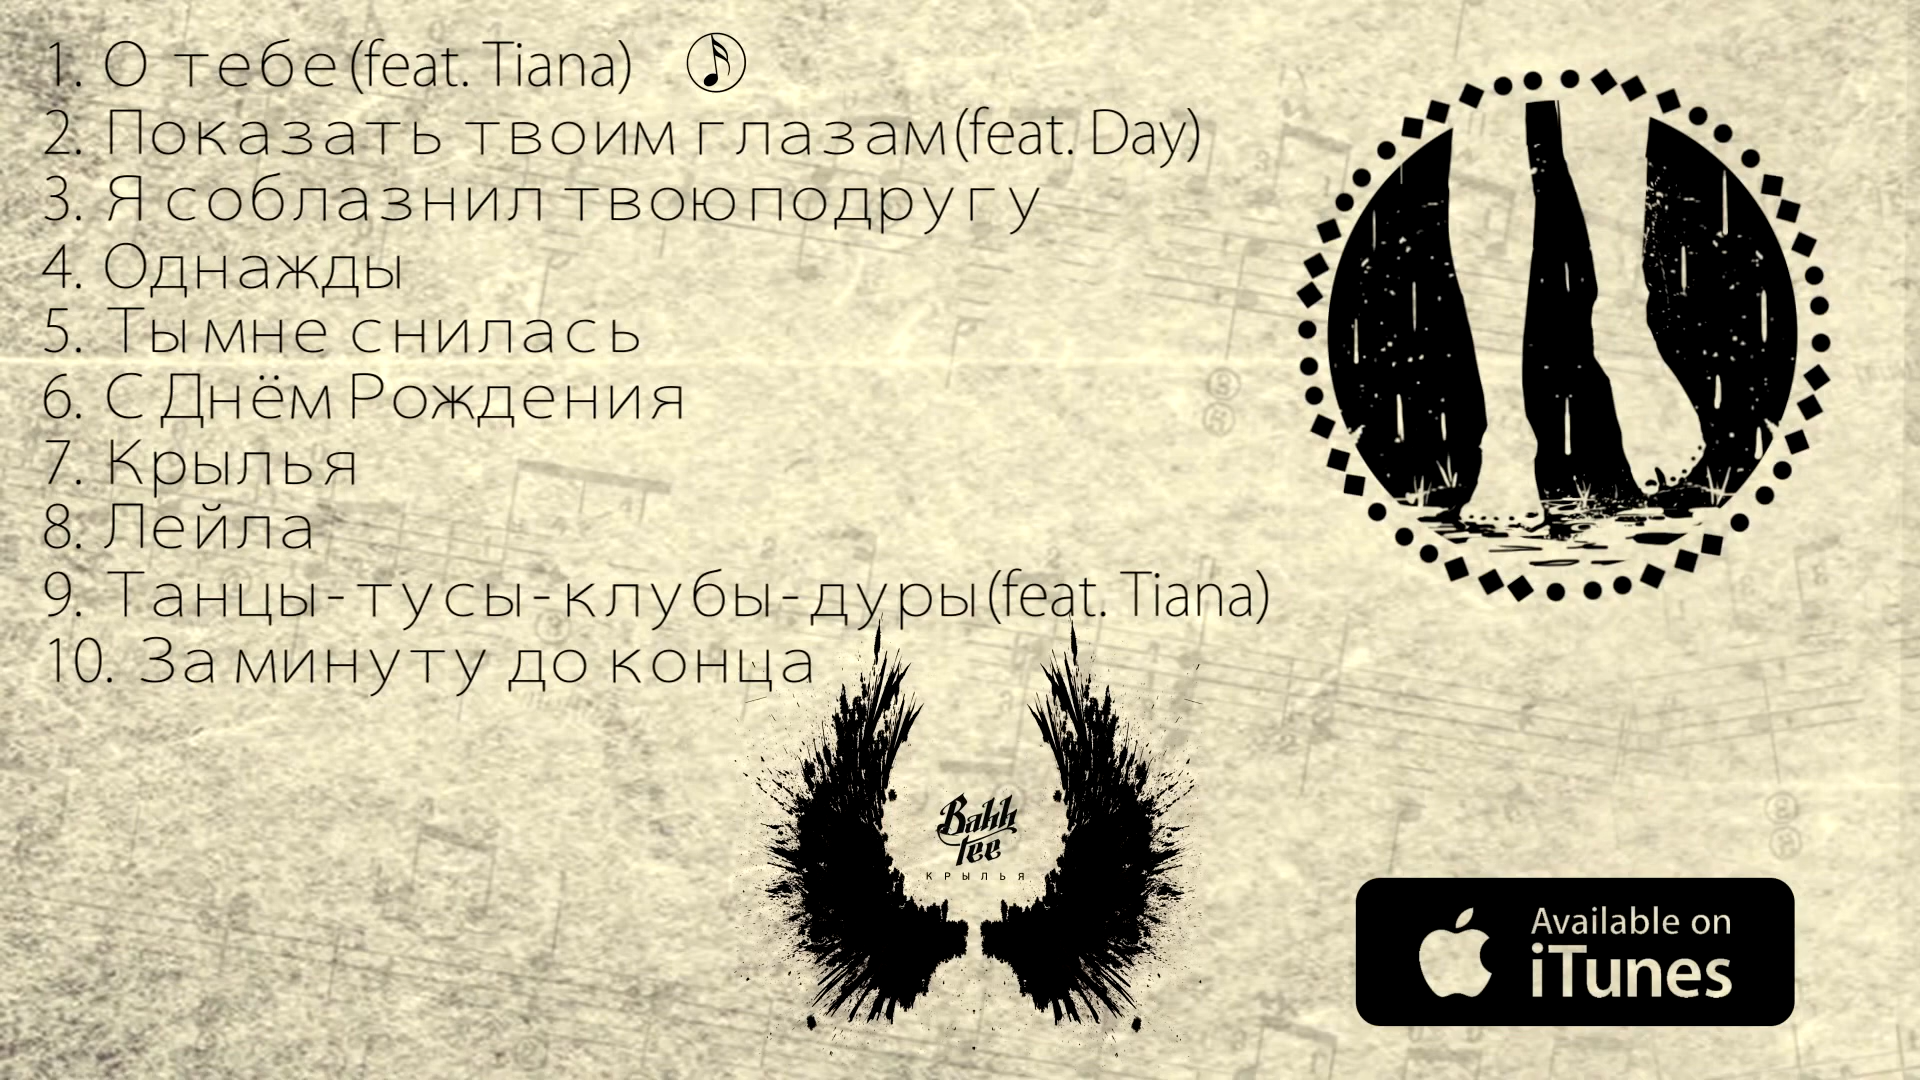 1. О тебе (feat. Tiana)
2. Показать твоим глазам (feat. Day)
3. Я соблазнил твою подругу
4. Однажды
5. Ты мне снилась
6. С Днём Рождения
7. Крылья
8. Лейла
9. Танцы-тусы-клубы-дуры (feat. Tiana)
10. За минуту до конца
Bahh
Tee
КРЫЛЬЯ
Available on
iTunes